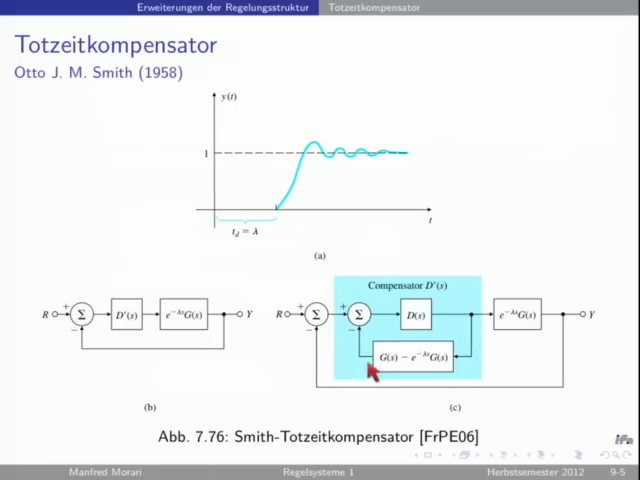 Erweiterungen der Regelungsstruktur Totzeitkompensator
Totzeitkompensator
Otto J. M. Smith (1958)
y(t)
1
t
t_d = λ
(a)
Compensator D′(s)
R + Σ − D′(s) e^{−λs}G(s) Y
R + Σ − + Σ − D(s) e^{−λs}G(s) Y
G(s) − e^{−λs}G(s)
(b) (c)
Abb. 7.76: Smith-Totzeitkompensator [FrPE06]
ifa
Manfred Morari Regelsysteme 1 Herbstsemester 2012 9-5